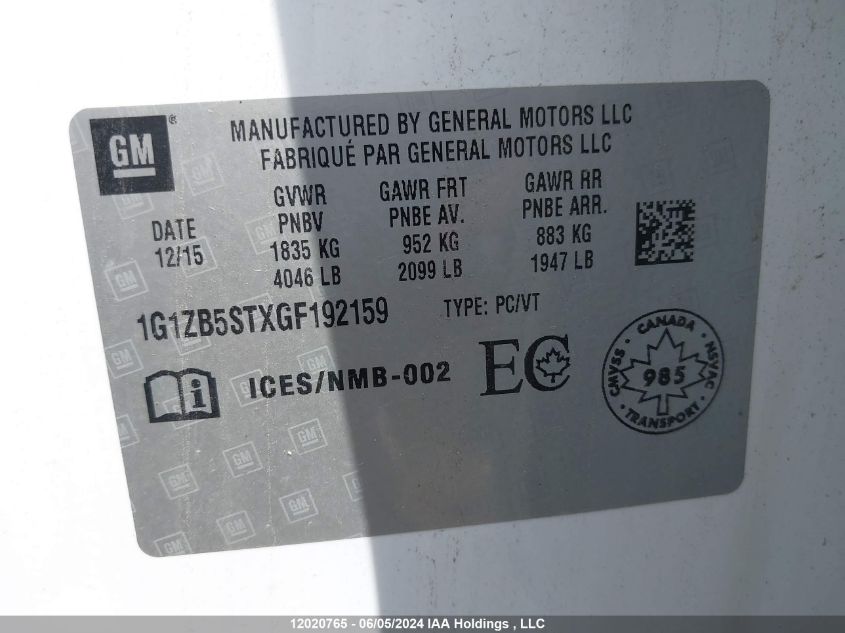 GM ®
MANUFACTURED BY GENERAL MOTORS LLC
FABRIQUÉ PAR GENERAL MOTORS LLC
DATE
12/15
GVWR
PNBV
1835 KG
4046 LB
GAWR FRT
PNBE AV.
952 KG
2099 LB
GAWR RR
PNBE ARR.
883 KG
1947 LB
1G1ZB5STXGF192159
TYPE: PC/VT
i
ICES/NMB-002
EC
CANADA
CMVSS
985
NSVAC
TRANSPORT
12020765 - 06/05/2024 IAA Holdings , LLC